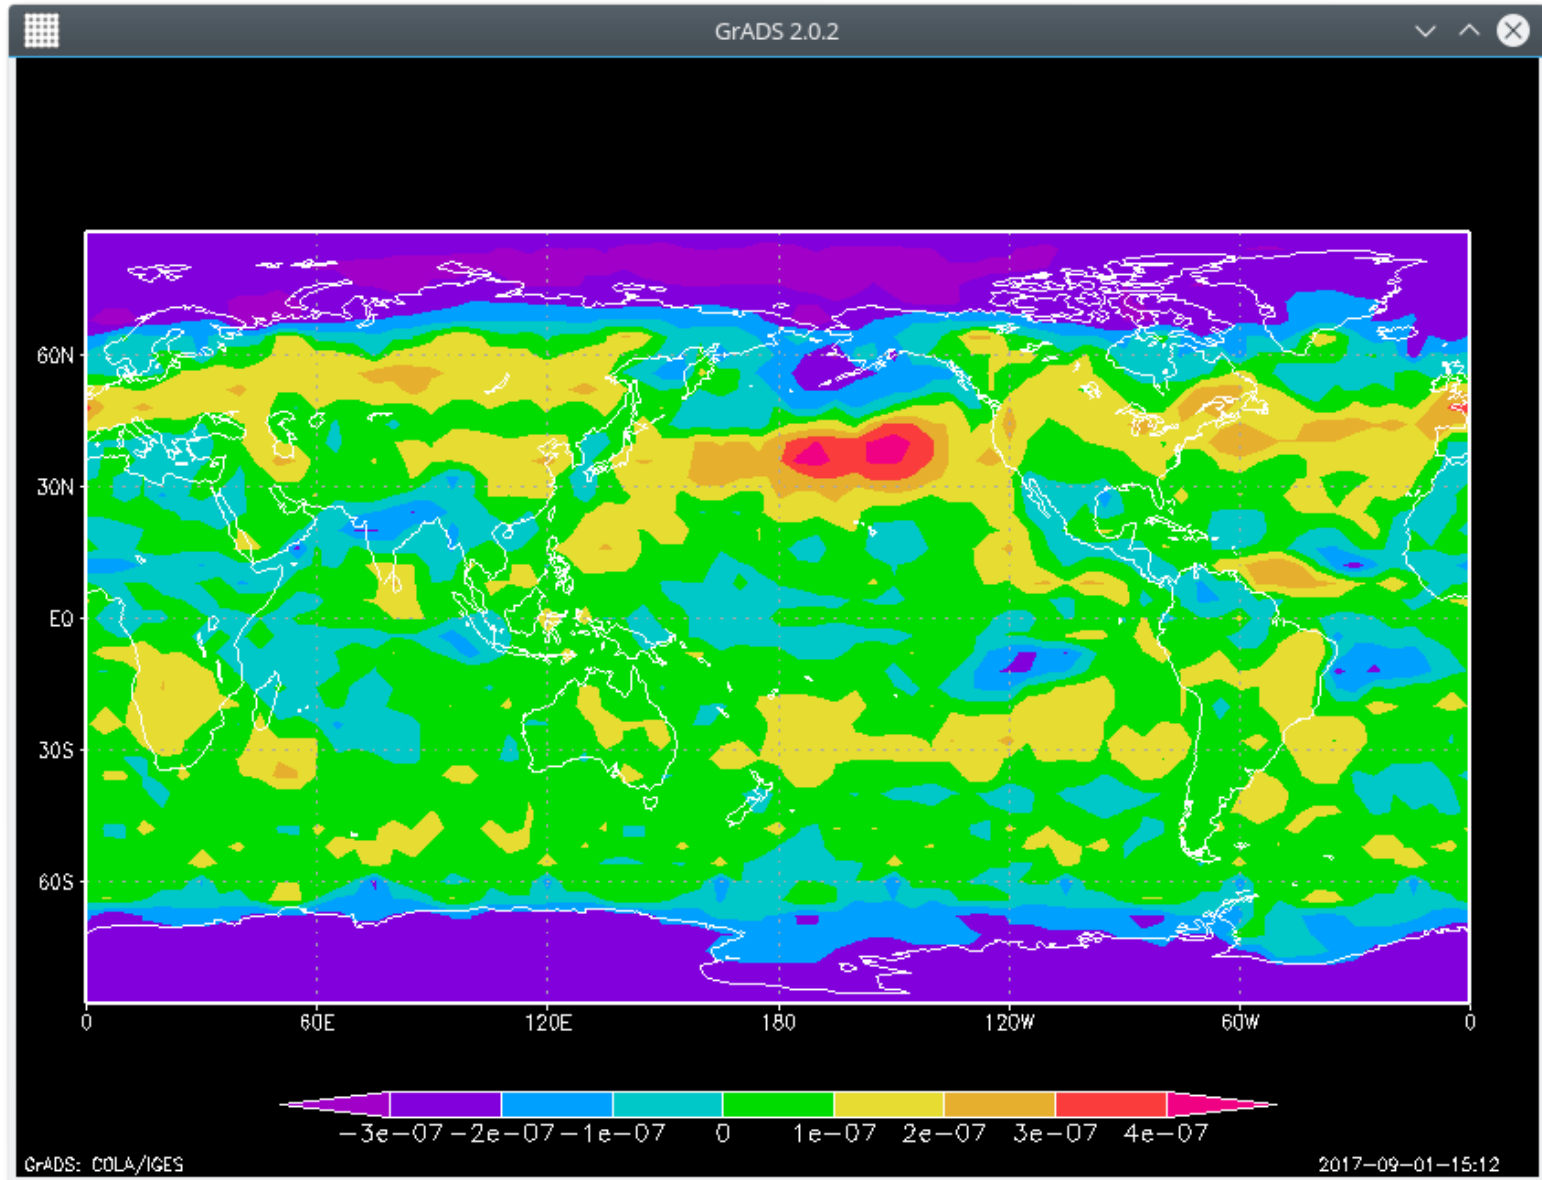 GrADS 2.0.2
60N
30N
EQ
30S
60S
0 60E 120E 180 120W 60W 0
−3e−07 −2e−07 −1e−07 0 1e−07 2e−07 3e−07 4e−07
GrADS: COLA/IGES 2017−09−01−15:12